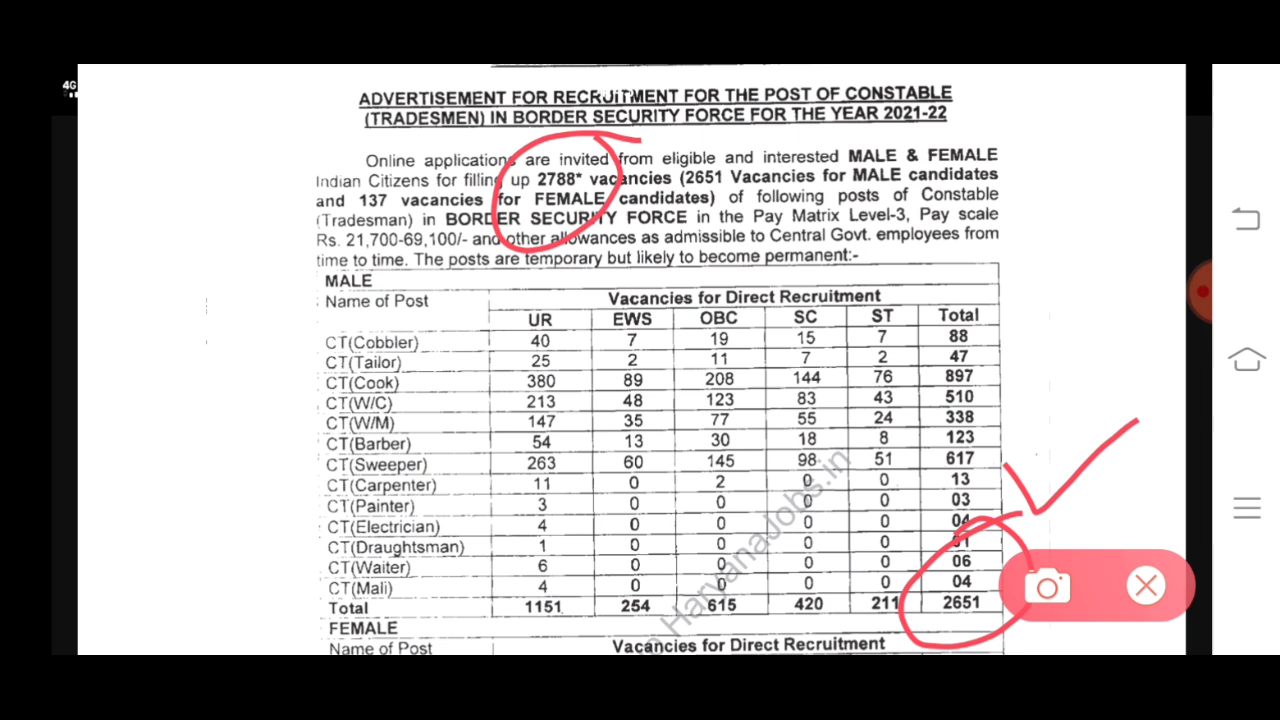 4G
ADVERTISEMENT FOR RECRUITMENT FOR THE POST OF CONSTABLE
(TRADESMEN) IN BORDER SECURITY FORCE FOR THE YEAR 2021-22
Online applications are invited from eligible and interested MALE & FEMALE
Indian Citizens for filling up 2788* vacancies (2651 Vacancies for MALE candidates
and 137 vacancies for FEMALE candidates) of following posts of Constable
(Tradesman) in BORDER SECURITY FORCE in the Pay Matrix Level-3, Pay scale
Rs. 21,700-69,100/- and other allowances as admissible to Central Govt. employees from
time to time. The posts are temporary but likely to become permanent:-
MALE
Name of Post Vacancies for Direct Recruitment
UR EWS OBC SC ST Total
CT(Cobbler) 40 7 19 15 7 88
CT(Tailor) 25 2 11 7 2 47
CT(Cook) 380 89 208 144 76 897
CT(W/C) 213 48 123 83 43 510
CT(W/M) 147 35 77 55 24 338
CT(Barber) 54 13 30 18 8 123
CT(Sweeper) 263 60 145 98 51 617
CT(Carpenter) 11 0 2 0 0 13
CT(Painter) 3 0 0 0 0 03
CT(Electrician) 4 0 0 0 0 04
CT(Draughtsman) 1 0 0 0 0 01
CT(Waiter) 6 0 0 0 0 06
CT(Mali) 4 0 0 0 0 04
Total 1151 254 615 420 211 2651
FEMALE
Name of Post Vacancies for Direct Recruitment
HaryanaJobs.in